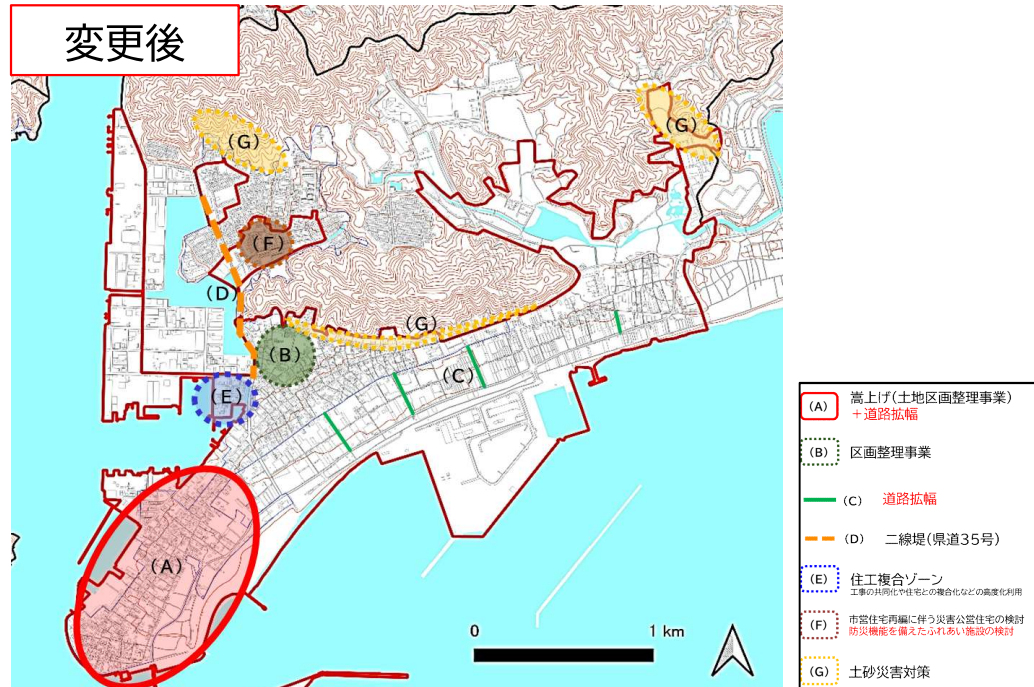 変更後
(G)
(G)
(F)
(D)
(G)
(B)
(C)
(E)
(A)
0 1 km
(A) 嵩上げ(土地区画整理事業)
+道路拡幅
(B) 区画整理事業
(C) 道路拡幅
(D) 二線堤(県道35号)
(E) 住工複合ゾーン
工事の共同化や住宅との複合化などの高度化利用
(F) 市営住宅再編に伴う災害公営住宅の検討
防災機能を備えたふれあい施設の検討
(G) 土砂災害対策